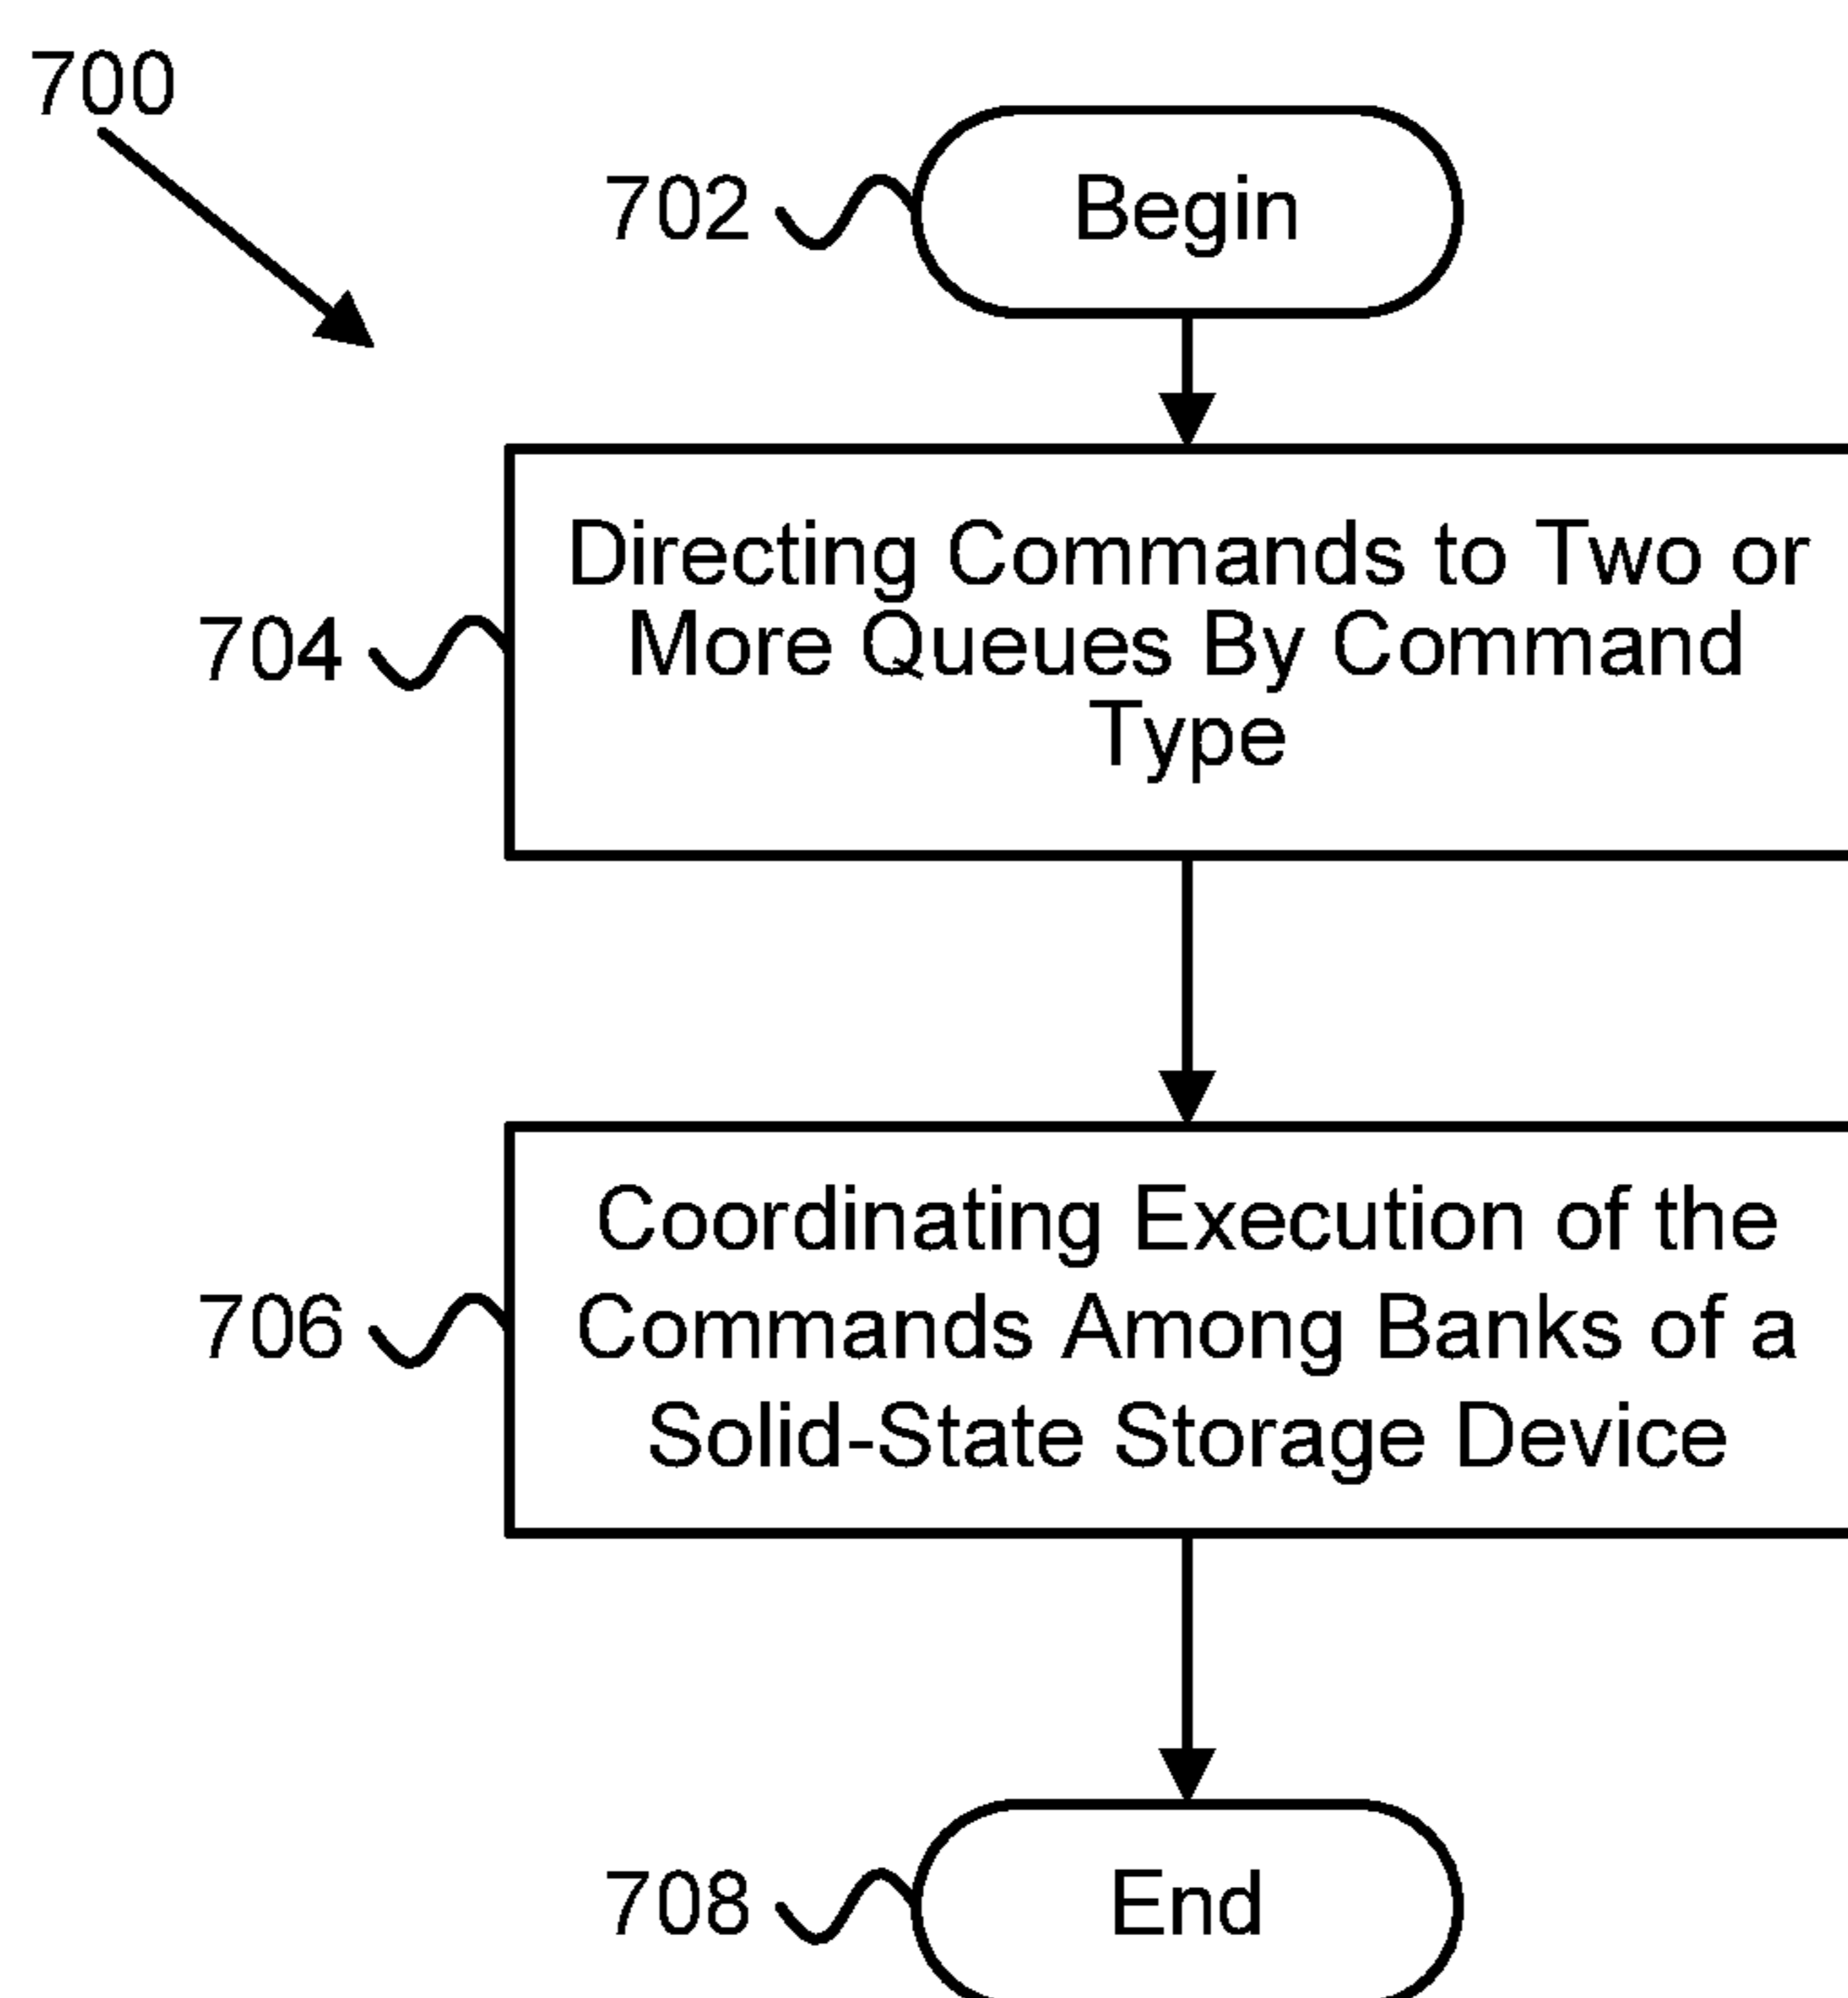 700
702
Begin
704
Directing Commands to Two or
More Queues By Command
Type
706
Coordinating Execution of the
Commands Among Banks of a
Solid-State Storage Device
708
End